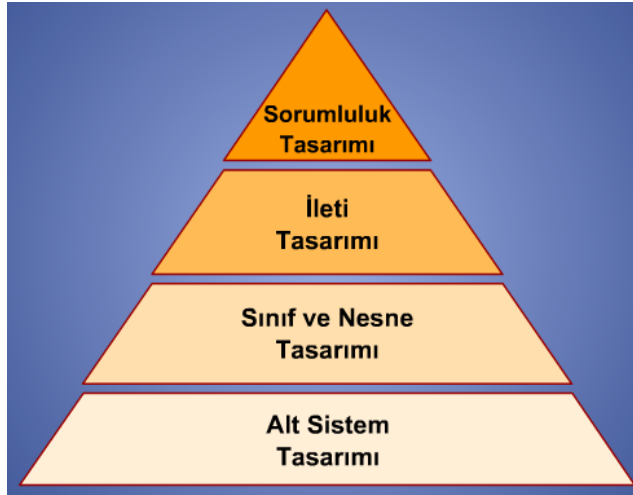 Sorumluluk
Tasarımı
İleti
Tasarımı
Sınıf ve Nesne
Tasarımı
Alt Sistem
Tasarımı